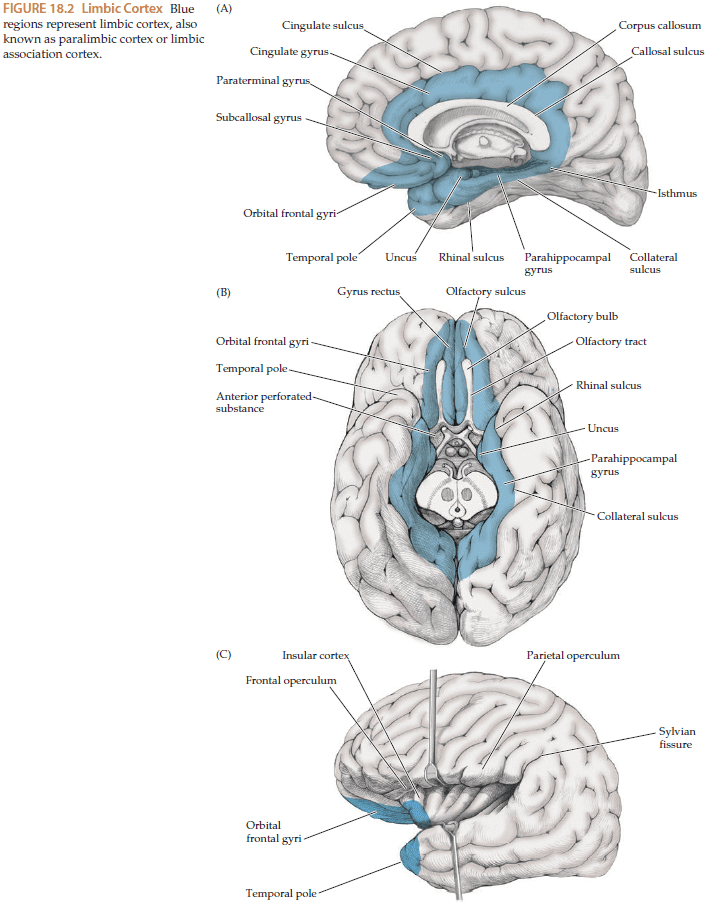 FIGURE 18.2 Limbic Cortex Blue
regions represent limbic cortex, also
known as paralimbic cortex or limbic
association cortex.
(A)
Cingulate sulcus
Corpus callosum
Cingulate gyrus
Callosal sulcus
Paraterminal gyrus
Subcallosal gyrus
Isthmus
Orbital frontal gyri
Temporal pole
Uncus
Rhinal sulcus
Parahippocampal
gyrus
Collateral
sulcus
(B)
Gyrus rectus
Olfactory sulcus
Olfactory bulb
Orbital frontal gyri
Olfactory tract
Temporal pole
Rhinal sulcus
Anterior perforated
substance
Uncus
Parahippocampal
gyrus
Collateral sulcus
(C)
Insular cortex
Parietal operculum
Frontal operculum
Sylvian
fissure
Orbital
frontal gyri
Temporal pole